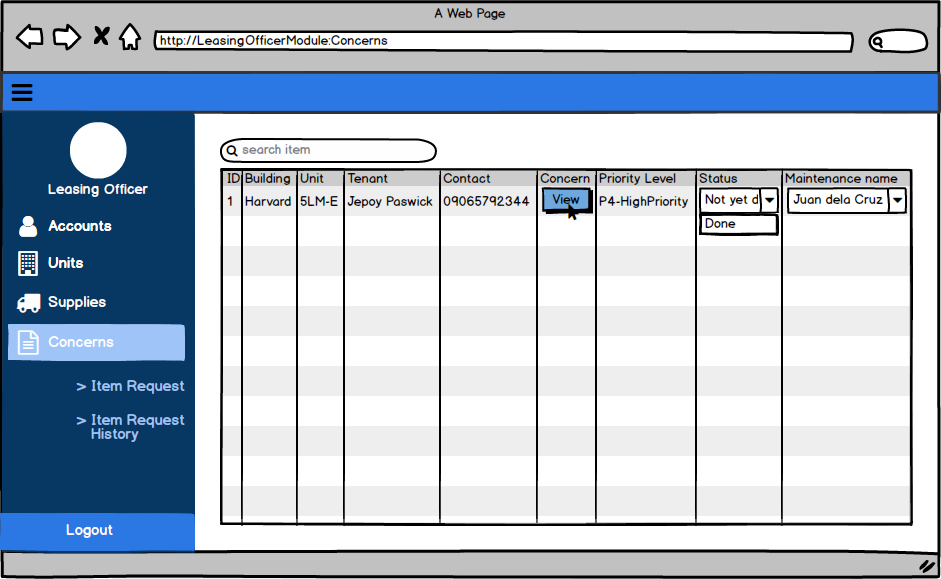 A Web Page
http://LeasingOfficerModule:Concerns
Leasing Officer
Accounts
Units
Supplies
Concerns
> Item Request
> Item Request
History
Logout
search item
ID Building Unit Tenant Contact Concern Priority Level Status Maintenance name
1 Harvard 5LM-E Jepoy Paswick 09065792344 View P4-HighPriority Not yet d Juan dela Cruz
Done